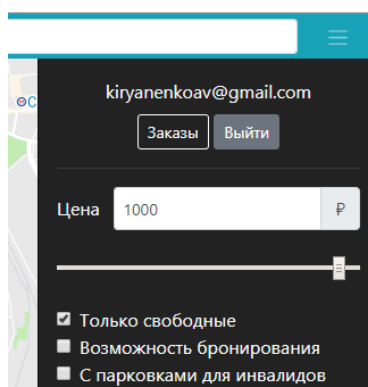 kiryanenkoav@gmail.com
Заказы Выйти
Цена 1000 ₽
Только свободные
Возможность бронирования
С парковками для инвалидов